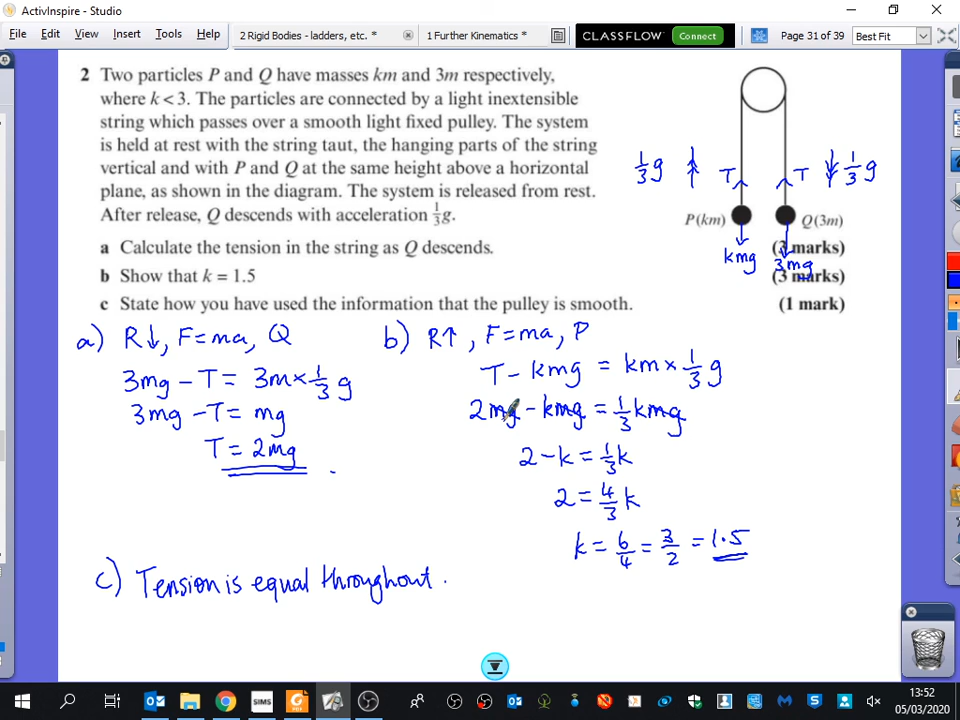 ActivInspire - Studio
File Edit View Insert Tools Help
2 Rigid Bodies - ladders, etc. *
1 Further Kinematics *
CLASSFLOW Connect
Page 31 of 39
Best Fit
2 Two particles P and Q have masses km and 3m respectively,
where k < 3. The particles are connected by a light inextensible
string which passes over a smooth light fixed pulley. The system
is held at rest with the string taut, the hanging parts of the string
vertical and with P and Q at the same height above a horizontal
plane, as shown in the diagram. The system is released from rest.
After release, Q descends with acceleration 1/3 g.
a Calculate the tension in the string as Q descends. (3 marks)
b Show that k = 1.5 (3 marks)
c State how you have used the information that the pulley is smooth. (1 mark)
1/3 g T T 1/3 g
P(km) Q(3m)
kmg 3mg
a) R↓, F=ma, Q
3mg - T = 3m × 1/3 g
3mg - T = mg
T = 2mg
b) R↑, F=ma, P
T - kmg = km × 1/3 g
2mg - kmg = 1/3 kmg
2 - k = 1/3 k
2 = 4/3 k
k = 6/4 = 3/2 = 1.5
c) Tension is equal throughout.
SIMS
13:52
05/03/2020